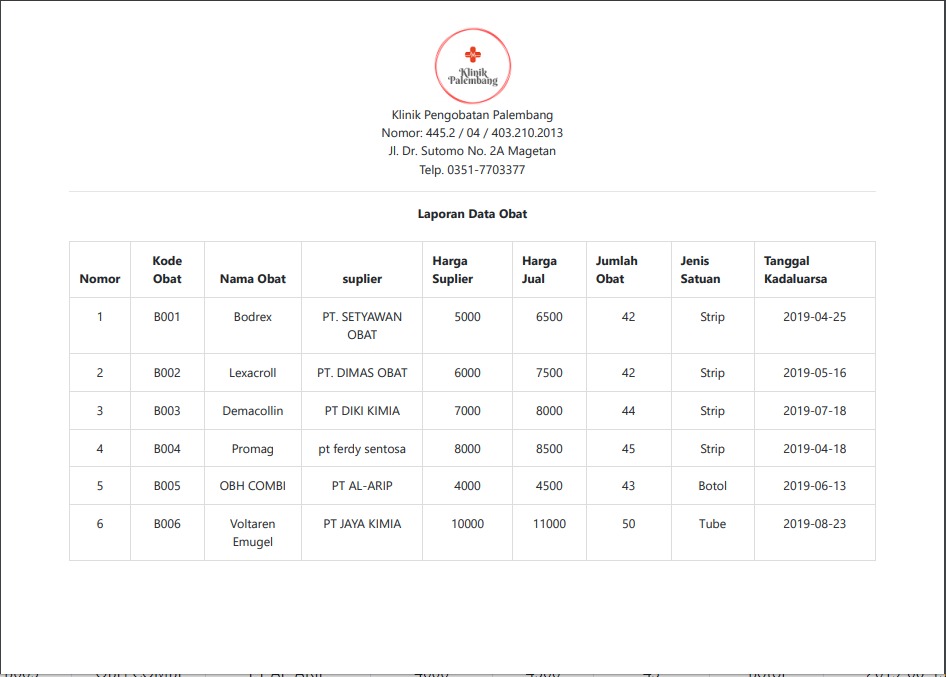 Klinik
Palembang
Klinik Pengobatan Palembang
Nomor: 445.2 / 04 / 403.210.2013
Jl. Dr. Sutomo No. 2A Magetan
Telp. 0351-7703377
Laporan Data Obat
Nomor Kode Obat Nama Obat suplier Harga Suplier Harga Jual Jumlah Obat Jenis Satuan Tanggal Kadaluarsa
1 B001 Bodrex PT. SETYAWAN OBAT 5000 6500 42 Strip 2019-04-25
2 B002 Lexacroll PT. DIMAS OBAT 6000 7500 42 Strip 2019-05-16
3 B003 Demacollin PT DIKI KIMIA 7000 8000 44 Strip 2019-07-18
4 B004 Promag pt ferdy sentosa 8000 8500 45 Strip 2019-04-18
5 B005 OBH COMBI PT AL-ARIP 4000 4500 43 Botol 2019-06-13
6 B006 Voltaren Emugel PT JAYA KIMIA 10000 11000 50 Tube 2019-08-23